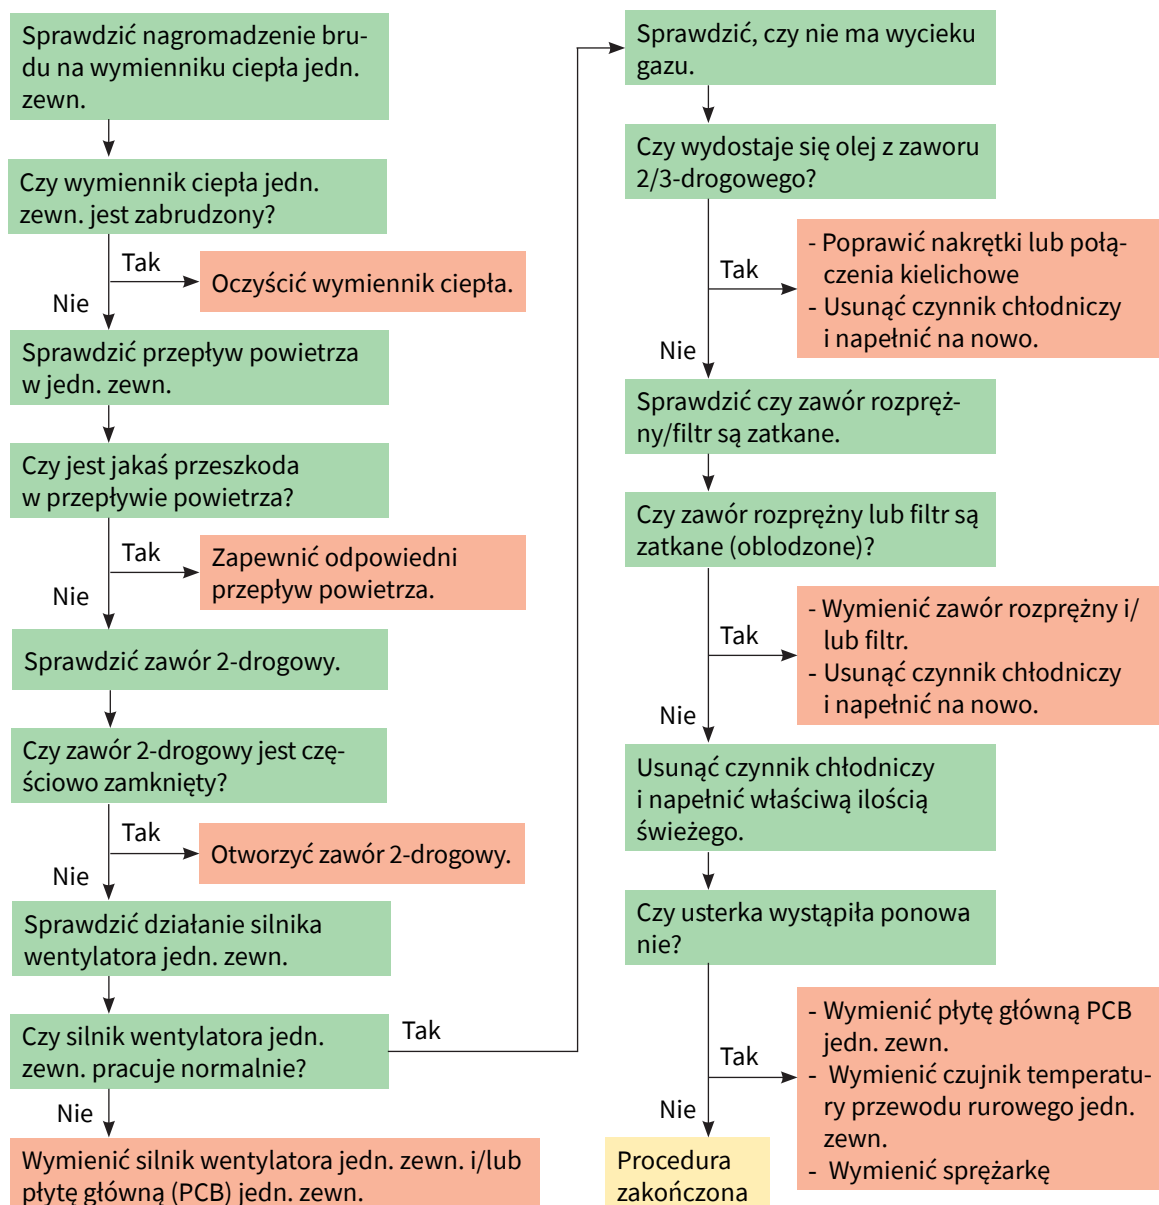 Sprawdzić nagromadzenie bru-
du na wymienniku ciepła jedn.
zewn.
Czy wymiennik ciepła jedn.
zewn. jest zabrudzony?
Tak
Oczyścić wymiennik ciepła.
Nie
Sprawdzić przepływ powietrza
w jedn. zewn.
Czy jest jakaś przeszkoda
w przepływie powietrza?
Tak
Zapewnić odpowiedni
przepływ powietrza.
Nie
Sprawdzić zawór 2-drogowy.
Czy zawór 2-drogowy jest czę-
ściowo zamknięty?
Tak
Otworzyć zawór 2-drogowy.
Nie
Sprawdzić działanie silnika
wentylatora jedn. zewn.
Czy silnik wentylatora jedn.
zewn. pracuje normalnie?
Tak
Nie
Wymienić silnik wentylatora jedn. zewn. i/lub
płytę główną (PCB) jedn. zewn.
Sprawdzić, czy nie ma wycieku
gazu.
Czy wydostaje się olej z zaworu
2/3-drogowego?
Tak
- Poprawić nakrętki lub połą-
czenia kielichowe
- Usunąć czynnik chłodniczy
i napełnić na nowo.
Nie
Sprawdzić czy zawór rozpręż-
ny/filtr są zatkane.
Czy zawór rozprężny lub filtr są
zatkane (oblodzone)?
Tak
- Wymienić zawór rozprężny i/
lub filtr.
- Usunąć czynnik chłodniczy
i napełnić na nowo.
Nie
Usunąć czynnik chłodniczy
i napełnić właściwą ilością
świeżego.
Czy usterka wystąpiła ponowa
nie?
Tak
- Wymienić płytę główną PCB
jedn. zewn.
- Wymienić czujnik temperatu-
ry przewodu rurowego jedn.
zewn.
- Wymienić sprężarkę
Nie
Procedura
zakończona